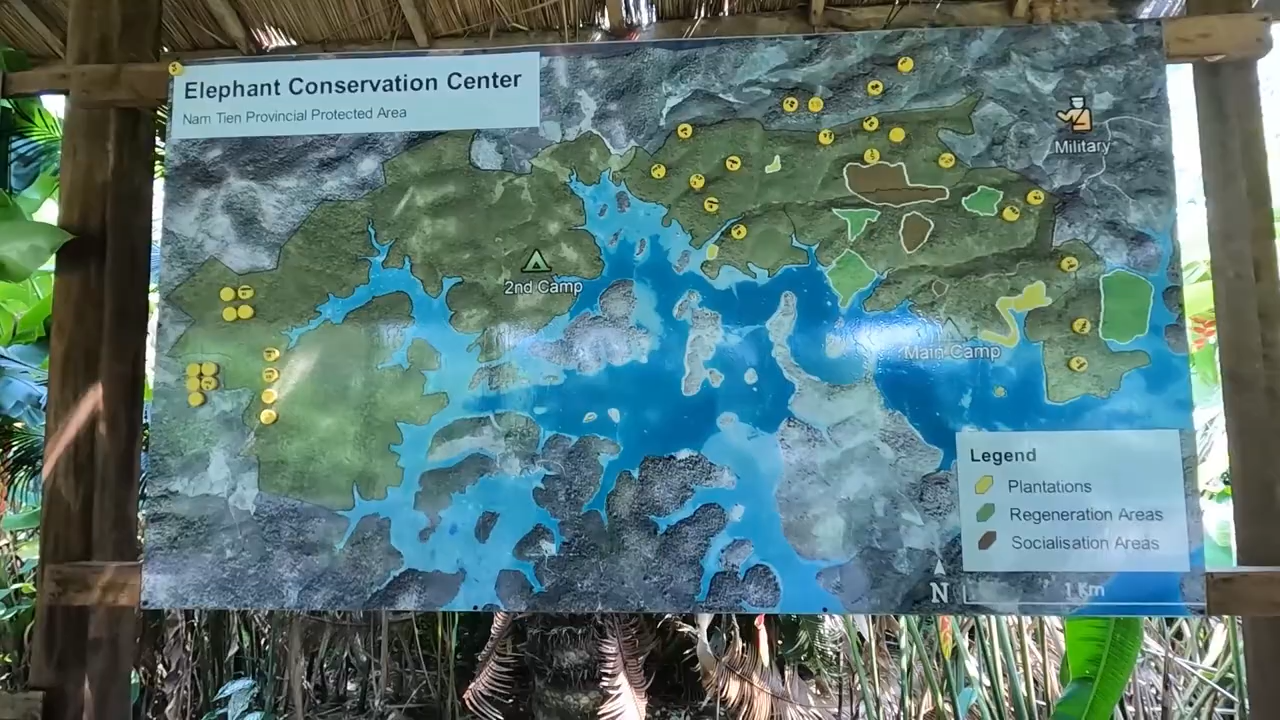 Elephant Conservation Center
Nam Tien Provincial Protected Area
Military
2nd Camp
Main Camp
Legend
Plantations
Regeneration Areas
Socialisation Areas
N
1 Km